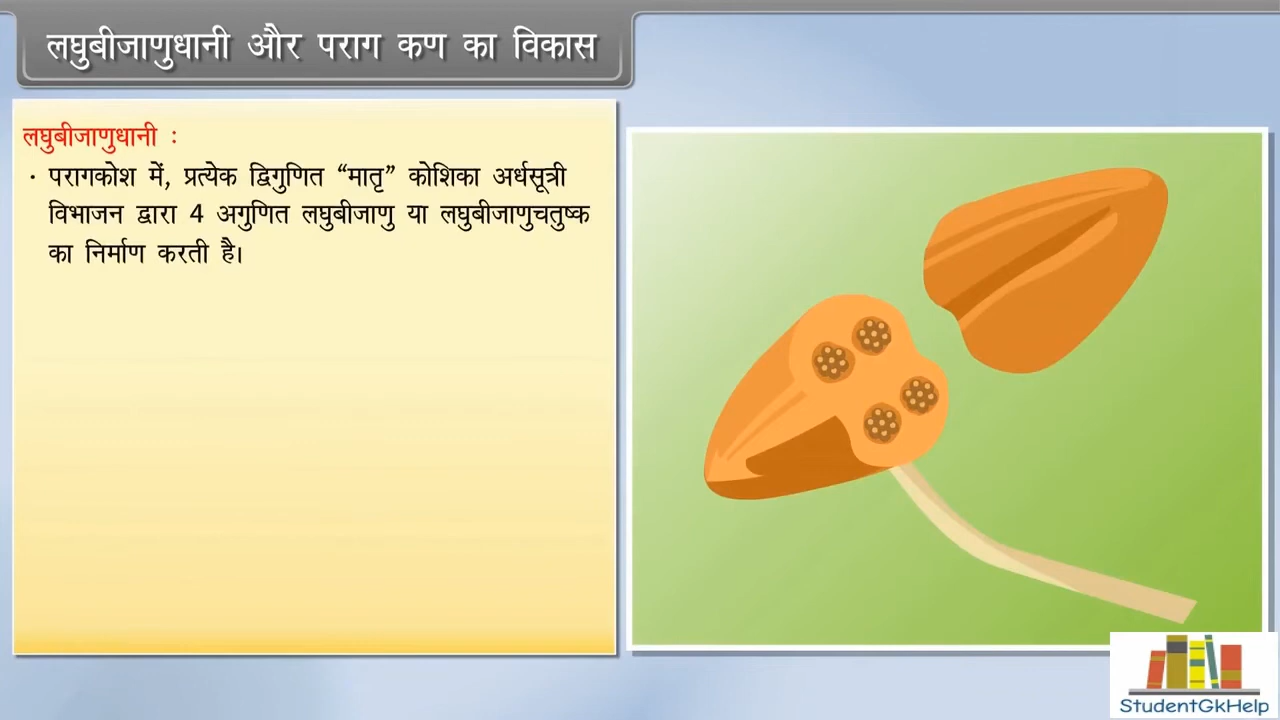 लघुबीजाणुधानी और पराग कण का विकास
लघुबीजाणुधानी :
· परागकोश में, प्रत्येक द्विगुणित “मातृ” कोशिका अर्धसूत्री
विभाजन द्वारा 4 अगुणित लघुबीजाणु या लघुबीजाणुचतुष्क
का निर्माण करती है।
StudentGkHelp